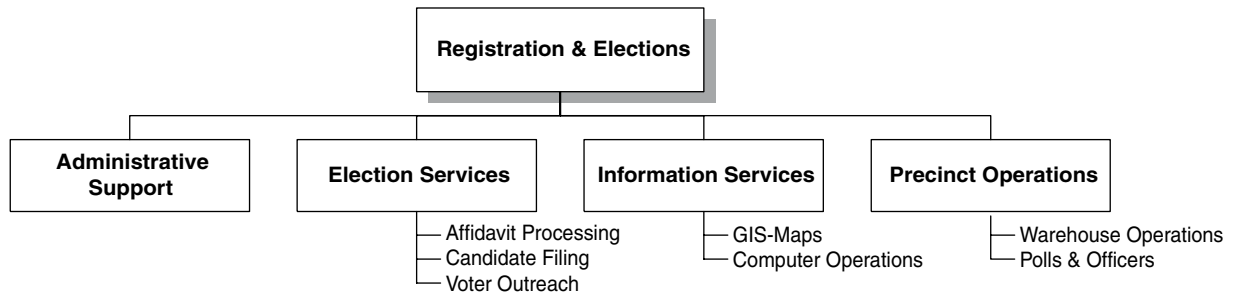 Registration & Elections
Administrative
Support
Election Services
Information Services
Precinct Operations
Affidavit Processing
Candidate Filing
Voter Outreach
GIS-Maps
Computer Operations
Warehouse Operations
Polls & Officers